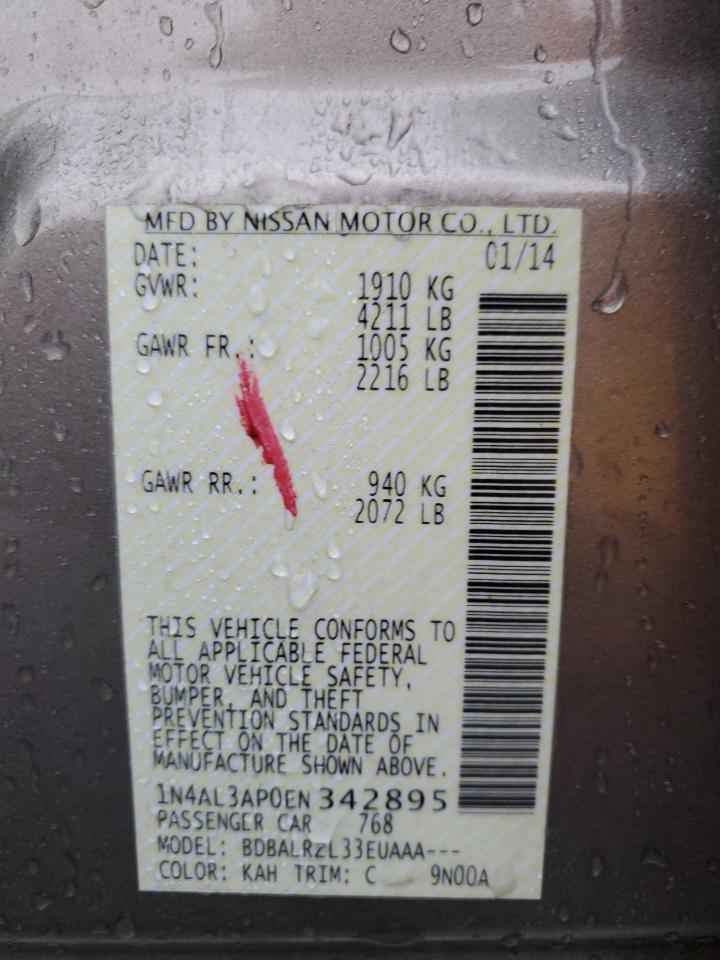 MFD BY NISSAN MOTOR CO., LTD.
DATE: 01/14
GVWR: 1910 KG
4211 LB
GAWR FR.: 1005 KG
2216 LB
GAWR RR.: 940 KG
2072 LB
THIS VEHICLE CONFORMS TO
ALL APPLICABLE FEDERAL
MOTOR VEHICLE SAFETY,
BUMPER, AND THEFT
PREVENTION STANDARDS IN
EFFECT ON THE DATE OF
MANUFACTURE SHOWN ABOVE.
1N4AL3AP0EN342895
PASSENGER CAR 768
MODEL: BDBALRZL33EUAAA---
COLOR: KAH TRIM: C 9N00A